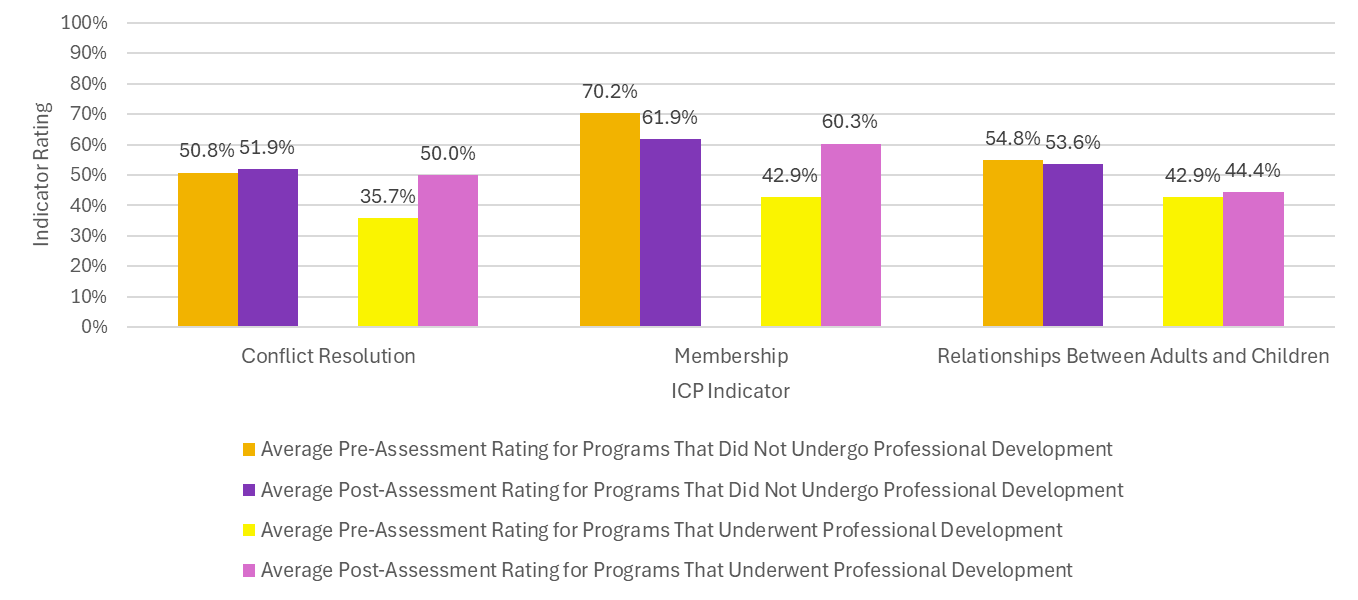 100%
90%
80%
70%
60%
50%
40%
30%
20%
10%
0%
Indicator Rating
50.8%
51.9%
35.7%
50.0%
70.2%
61.9%
42.9%
60.3%
54.8%
53.6%
42.9%
44.4%
Conflict Resolution
Membership
Relationships Between Adults and Children
ICP Indicator
Average Pre-Assessment Rating for Programs That Did Not Undergo Professional Development
Average Post-Assessment Rating for Programs That Did Not Undergo Professional Development
Average Pre-Assessment Rating for Programs That Underwent Professional Development
Average Post-Assessment Rating for Programs That Underwent Professional Development